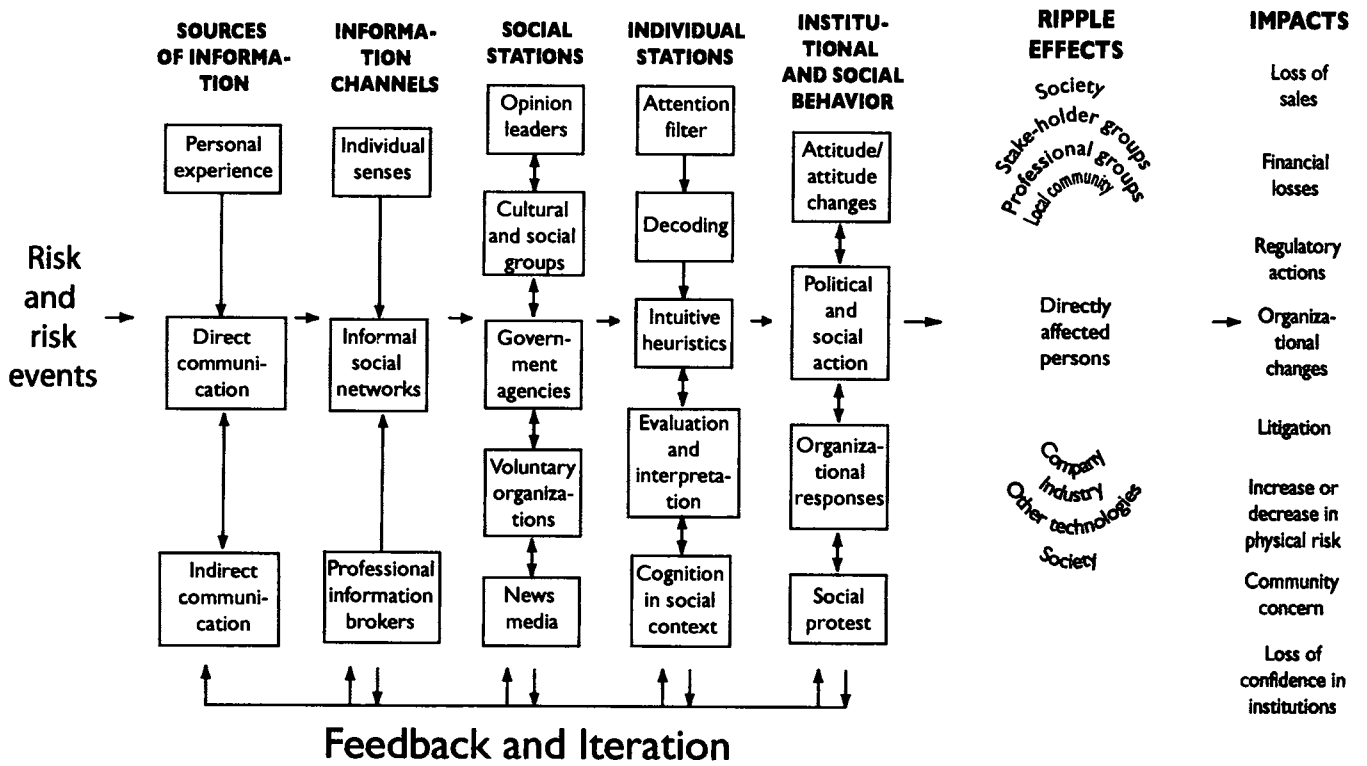 SOURCES
OF INFORMA-
TION
Personal
experience
Direct
communi-
cation
Indirect
communi-
cation
INFORMA-
TION
CHANNELS
Individual
senses
Informal
social
networks
Professional
information
brokers
SOCIAL
STATIONS
Opinion
leaders
Cultural
and social
groups
Govern-
ment
agencies
Voluntary
organiza-
tions
News
media
INDIVIDUAL
STATIONS
Attention
filter
Decoding
Intuitive
heuristics
Evaluation
and
interpreta-
tion
Cognition
in social
context
INSTITU-
TIONAL
AND SOCIAL
BEHAVIOR
Attitude/
attitude
changes
Political
and
social
action
Organiza-
tional
responses
Social
protest
RIPPLE
EFFECTS
Society
Stake-holder groups
Professional groups
Local community
Directly
affected
persons
Company
Industry
Other technologies
Society
IMPACTS
Loss of
sales
Financial
losses
Regulatory
actions
Organiza-
tional
changes
Litigation
Increase or
decrease in
physical risk
Community
concern
Loss of
confidence in
institutions
Risk
and
risk
events
Feedback and Iteration